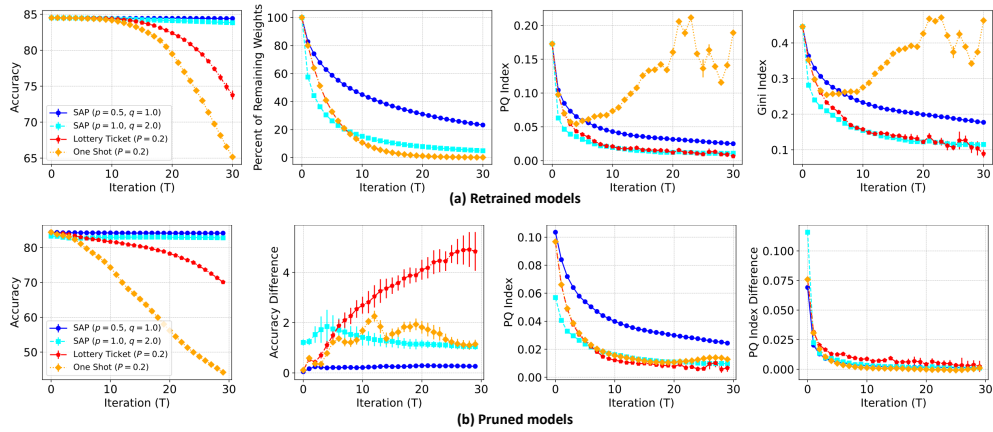 Accuracy
85
80
75
70
65
0
10
20
30
Iteration (T)
SAP (p = 0.5, q = 1.0)
SAP (p = 1.0, q = 2.0)
Lottery Ticket (P = 0.2)
One Shot (P = 0.2)
Percent of Remaining Weights
100
80
60
40
20
0
0
10
20
30
Iteration (T)
PQ Index
0.20
0.15
0.10
0.05
0.00
0
10
20
30
Iteration (T)
Gini Index
0.4
0.3
0.2
0.1
0
10
20
30
Iteration (T)
(a) Retrained models
Accuracy
80
70
60
50
0
10
20
30
Iteration (T)
SAP (p = 0.5, q = 1.0)
SAP (p = 1.0, q = 2.0)
Lottery Ticket (P = 0.2)
One Shot (P = 0.2)
Accuracy Difference
4
2
0
0
10
20
30
Iteration (T)
PQ Index
0.10
0.08
0.06
0.04
0.02
0.00
0
10
20
30
Iteration (T)
PQ Index Difference
0.100
0.075
0.050
0.025
0.000
0
10
20
30
Iteration (T)
(b) Pruned models